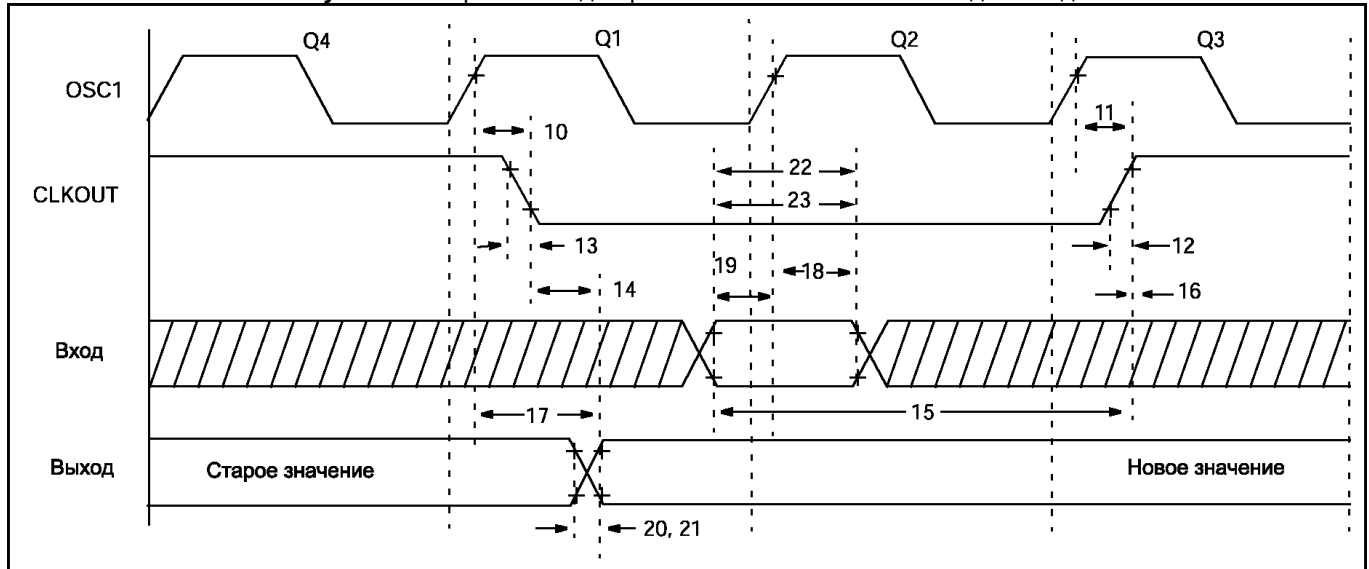 Q4 Q1 Q2 Q3
OSC1
10 11
22
CLKOUT
23
13 12
19 18
14 16
Вход
17 15
Выход Старое значение Новое значение
20, 21